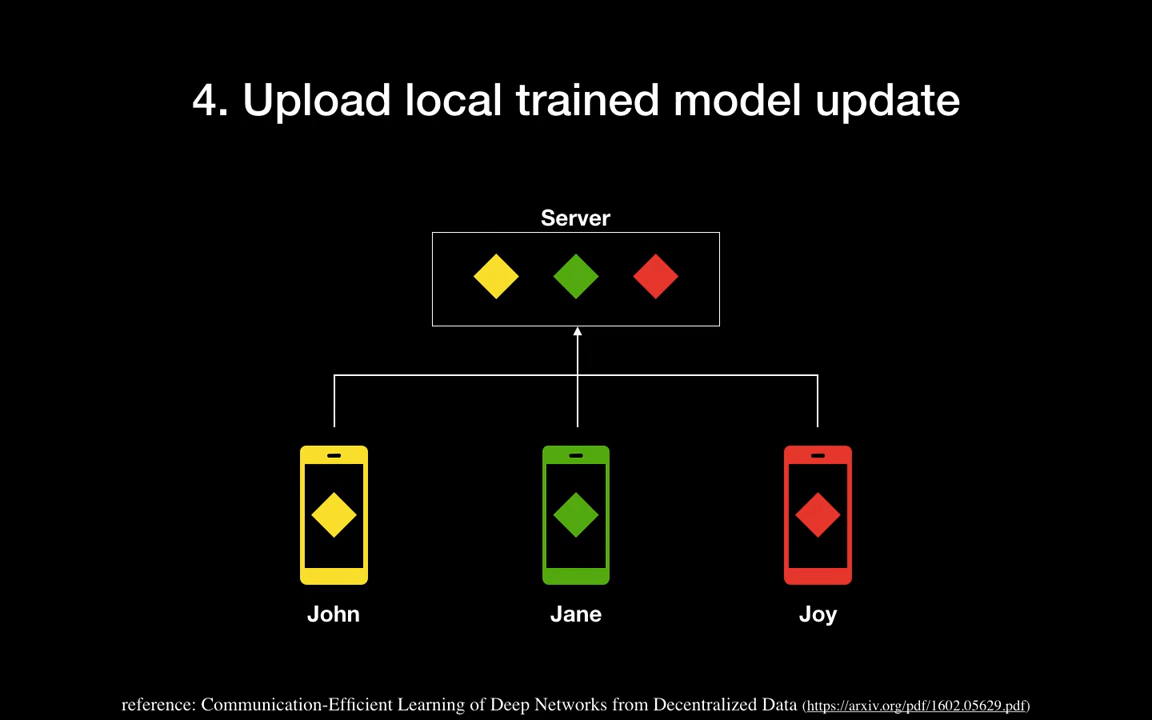 4. Upload local trained model update
Server
John
Jane
Joy
reference: Communication-Efficient Learning of Deep Networks from Decentralized Data (https://arxiv.org/pdf/1602.05629.pdf)